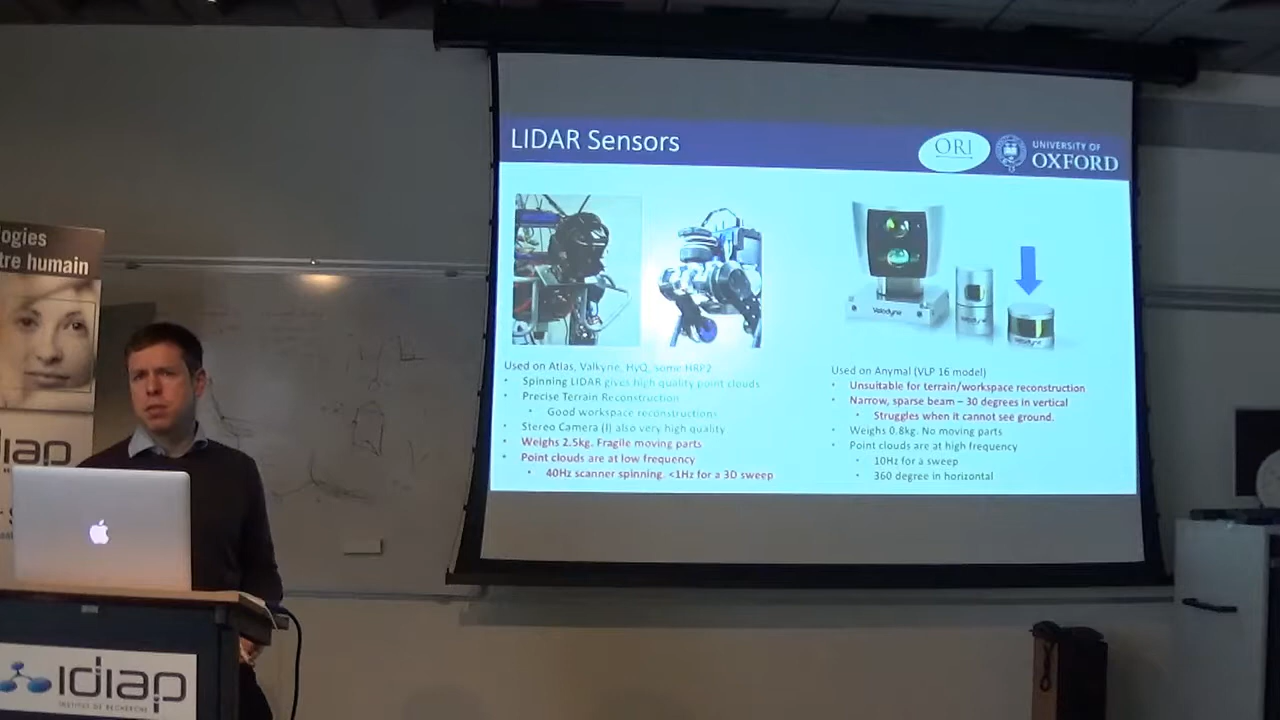 LIDAR Sensors
ORI
UNIVERSITY OF
OXFORD
ogies
tre humain
Velodyne
Used on Atlas, Valkyne, HyQ, some HRP2
• Spinning LIDAR gives high quality point clouds
• Precise Terrain Reconstruction
• Good workspace reconstructions
• Stereo Camera (l) also very high quality
• Weighs 2.5kg. Fragile moving parts
• Point clouds are at low frequency
• 40Hz scanner spinning. <1Hz for a 3D sweep
Used on Anymal (VLP 16 model)
• Unsuitable for terrain/workspace reconstruction
• Narrow, sparse beam – 30 degrees in vertical
• Struggles when it cannot see ground.
• Weighs 0.8kg. No moving parts
• Point clouds are at high frequency
• 10Hz for a sweep
• 360 degree in horizontal
diap
idiap
INSTITUT DE RECHERCHE